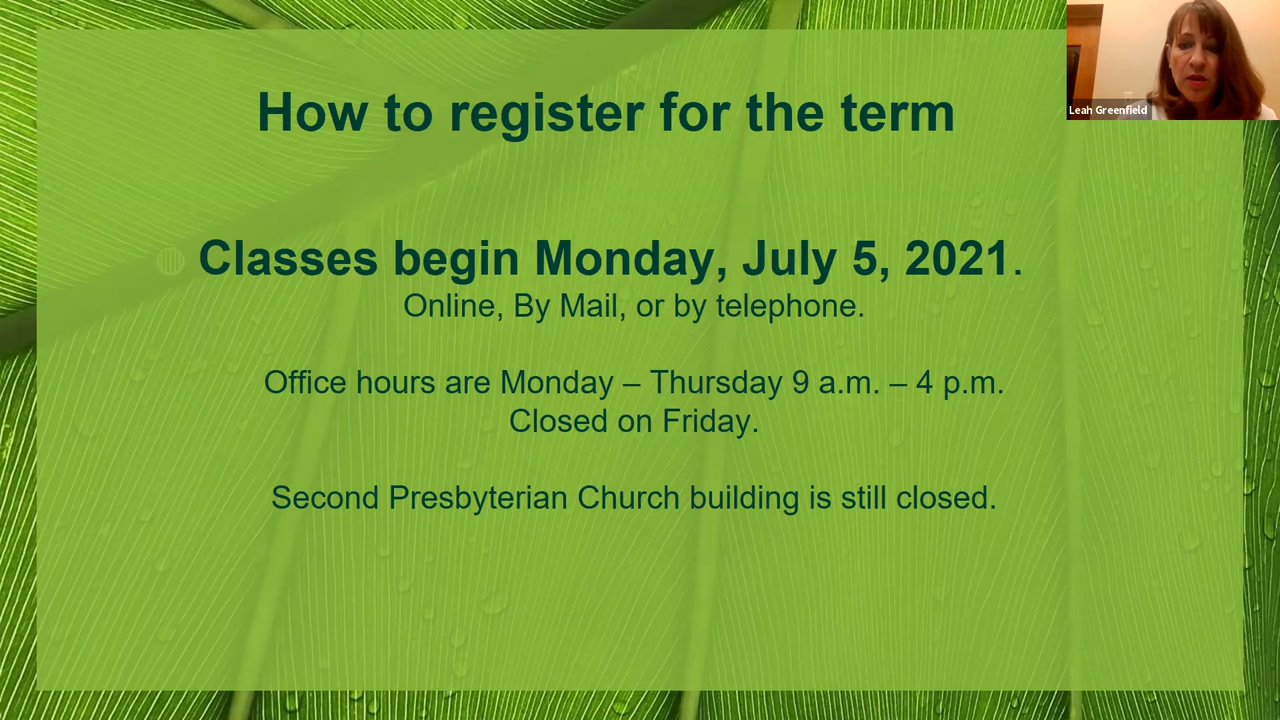 How to register for the term
Leah Greenfield
Classes begin Monday, July 5, 2021.
Online, By Mail, or by telephone.
Office hours are Monday – Thursday 9 a.m. – 4 p.m.
Closed on Friday.
Second Presbyterian Church building is still closed.